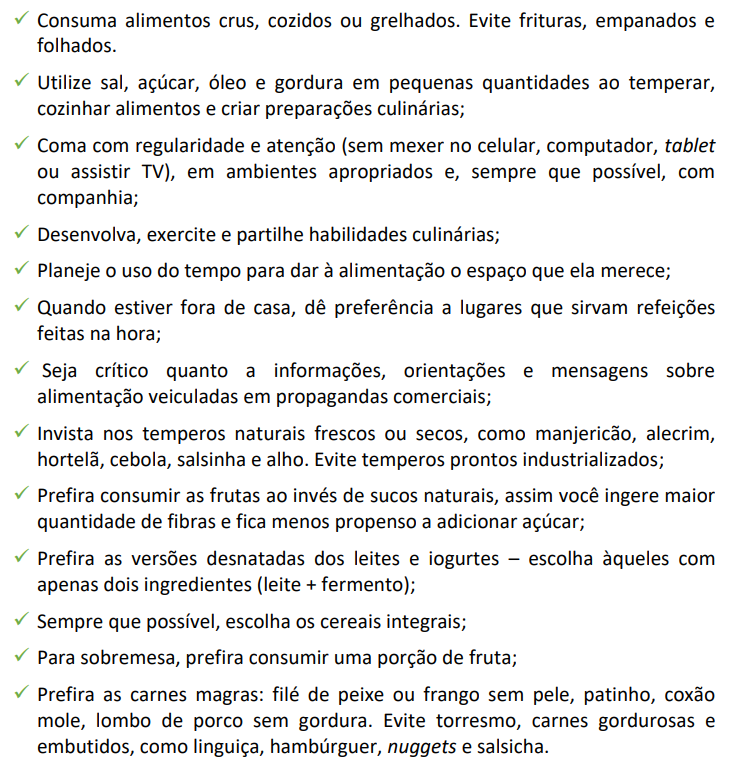 ✓ Consuma alimentos crus, cozidos ou grelhados. Evite frituras, empanados e
folhados.
✓ Utilize sal, açúcar, óleo e gordura em pequenas quantidades ao temperar,
cozinhar alimentos e criar preparações culinárias;
✓ Coma com regularidade e atenção (sem mexer no celular, computador, tablet
ou assistir TV), em ambientes apropriados e, sempre que possível, com
companhia;
✓ Desenvolva, exercite e partilhe habilidades culinárias;
✓ Planeje o uso do tempo para dar à alimentação o espaço que ela merece;
✓ Quando estiver fora de casa, dê preferência a lugares que sirvam refeições
feitas na hora;
✓ Seja crítico quanto a informações, orientações e mensagens sobre
alimentação veiculadas em propagandas comerciais;
✓ Invista nos temperos naturais frescos ou secos, como manjericão, alecrim,
hortelã, cebola, salsinha e alho. Evite temperos prontos industrializados;
✓ Prefira consumir as frutas ao invés de sucos naturais, assim você ingere maior
quantidade de fibras e fica menos propenso a adicionar açúcar;
✓ Prefira as versões desnatadas dos leites e iogurtes – escolha àqueles com
apenas dois ingredientes (leite + fermento);
✓ Sempre que possível, escolha os cereais integrais;
✓ Para sobremesa, prefira consumir uma porção de fruta;
✓ Prefira as carnes magras: filé de peixe ou frango sem pele, patinho, coxão
mole, lombo de porco sem gordura. Evite torresmo, carnes gordurosas e
embutidos, como linguiça, hambúrguer, nuggets e salsicha.